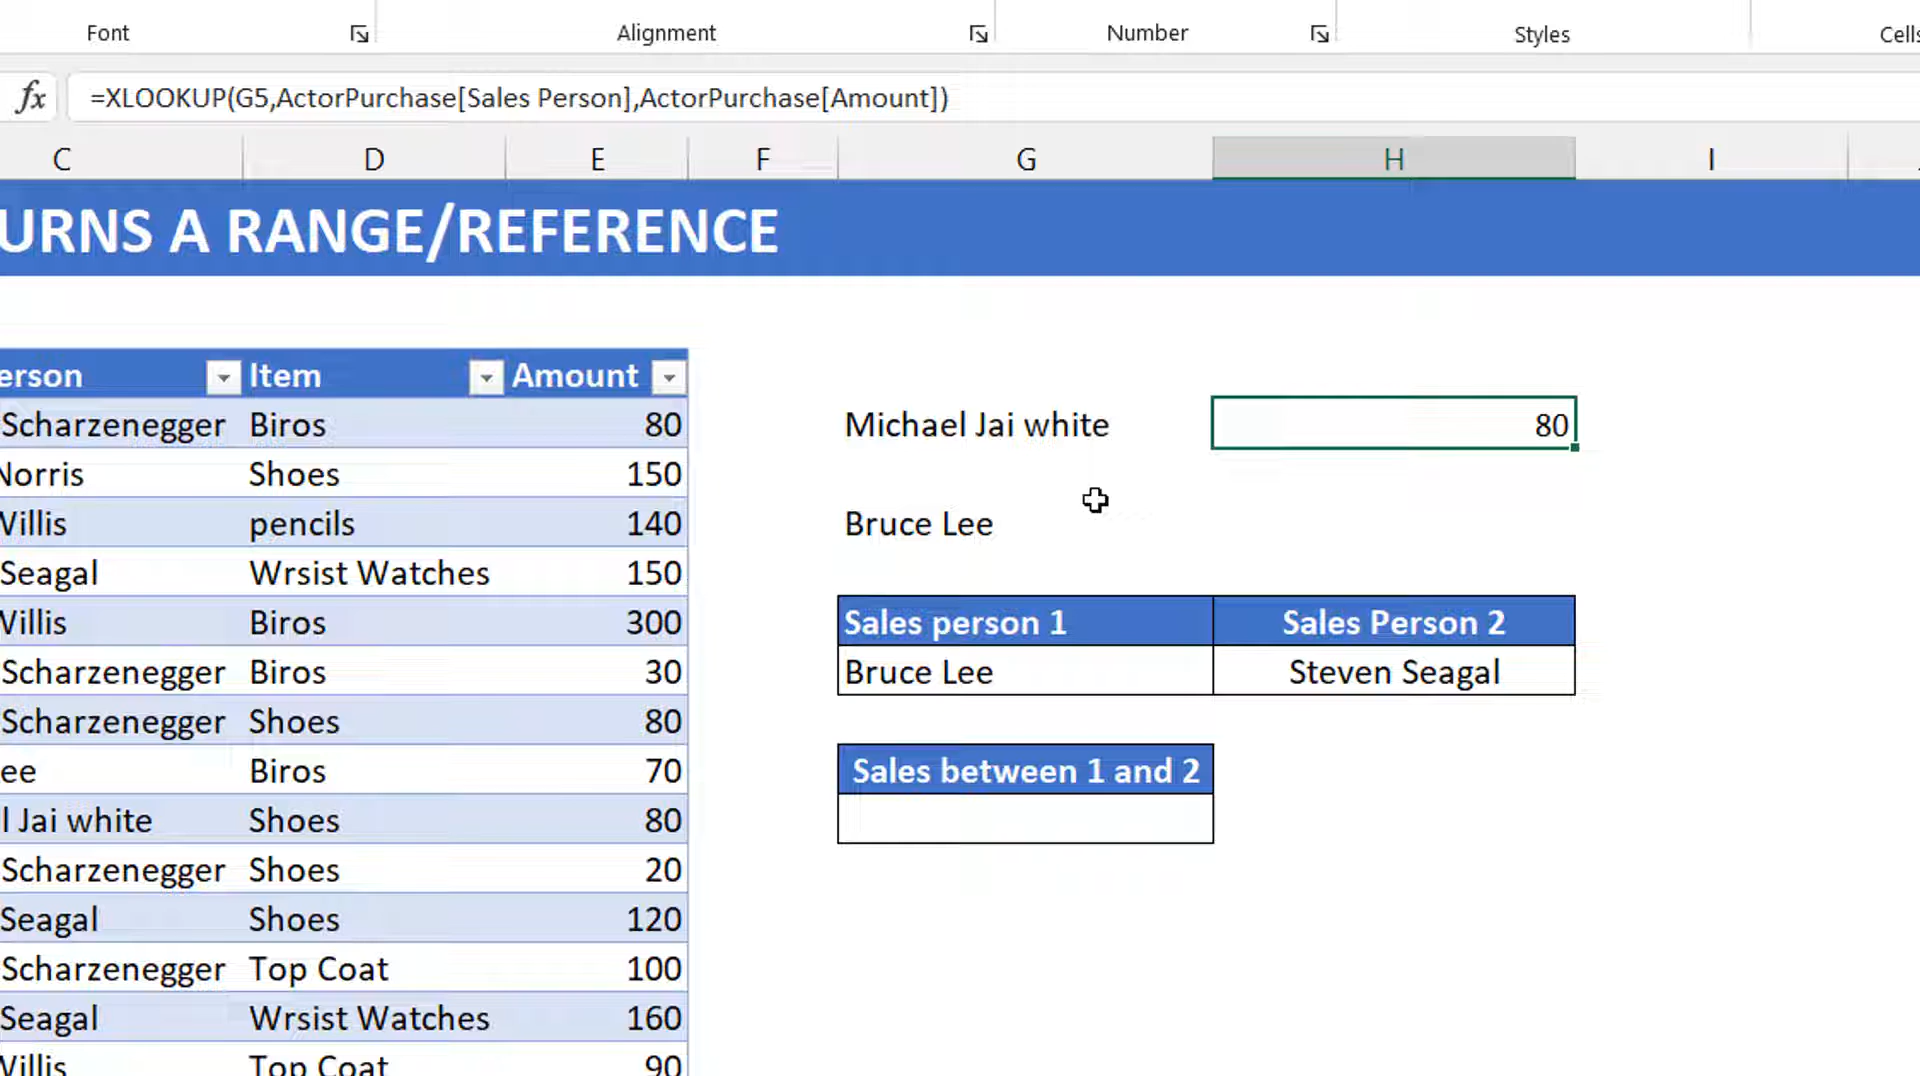 Font Alignment Number Styles Cells
fx =XLOOKUP(G5,ActorPurchase[Sales Person],ActorPurchase[Amount])
C D E F G H I
URNS A RANGE/REFERENCE
erson Item Amount
Scharzenegger Biros 80 Michael Jai white 80
Norris Shoes 150
Willis pencils 140 Bruce Lee
Seagal Wrsist Watches 150
Willis Biros 300 Sales person 1 Sales Person 2
Scharzenegger Biros 30 Bruce Lee Steven Seagal
Scharzenegger Shoes 80
ee Biros 70 Sales between 1 and 2
l Jai white Shoes 80
Scharzenegger Shoes 20
Seagal Shoes 120
Scharzenegger Top Coat 100
Seagal Wrsist Watches 160
Willis Top Coat 90